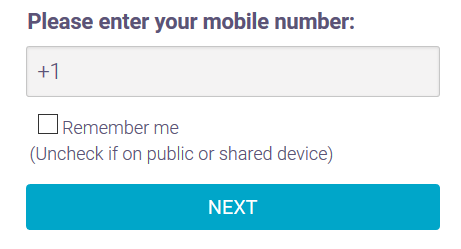 Please enter your mobile number:
+1
Remember me
(Uncheck if on public or shared device)
NEXT